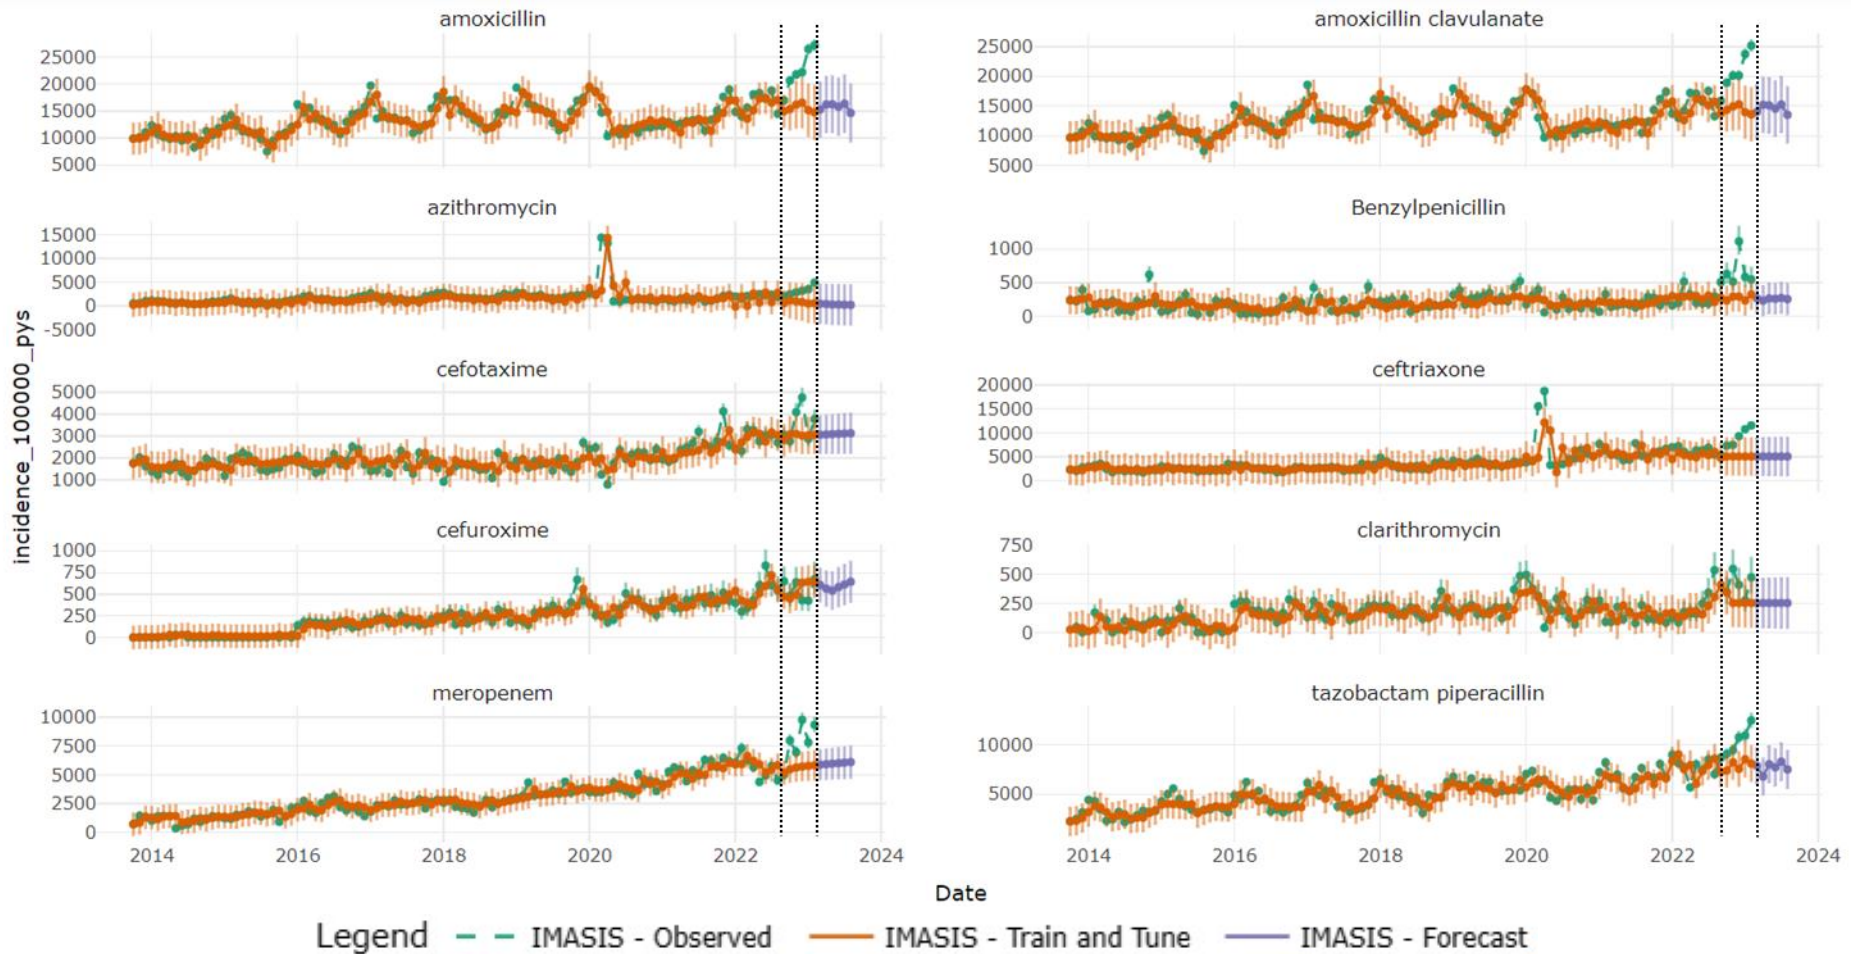 amoxicillin
25000
20000
15000
10000
5000
amoxicillin clavulanate
25000
20000
15000
10000
5000
azithromycin
15000
10000
5000
0
-5000
Benzylpenicillin
1000
500
0
cefotaxime
5000
4000
3000
2000
1000
ceftriaxone
20000
15000
10000
5000
0
cefuroxime
1000
750
500
250
0
clarithromycin
750
500
250
0
meropenem
10000
7500
5000
2500
0
tazobactam piperacillin
10000
5000
incidence_100000_pys
2014 2016 2018 2020 2022 2024
2014 2016 2018 2020 2022 2024
Date
Legend IMASIS - Observed IMASIS - Train and Tune IMASIS - Forecast